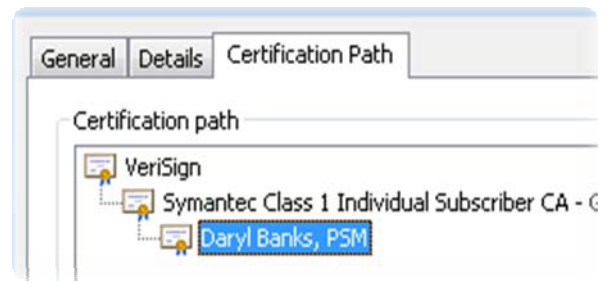 General Details Certification Path
Certification path
VeriSign
Symantec Class 1 Individual Subscriber CA -
Daryl Banks, PSM